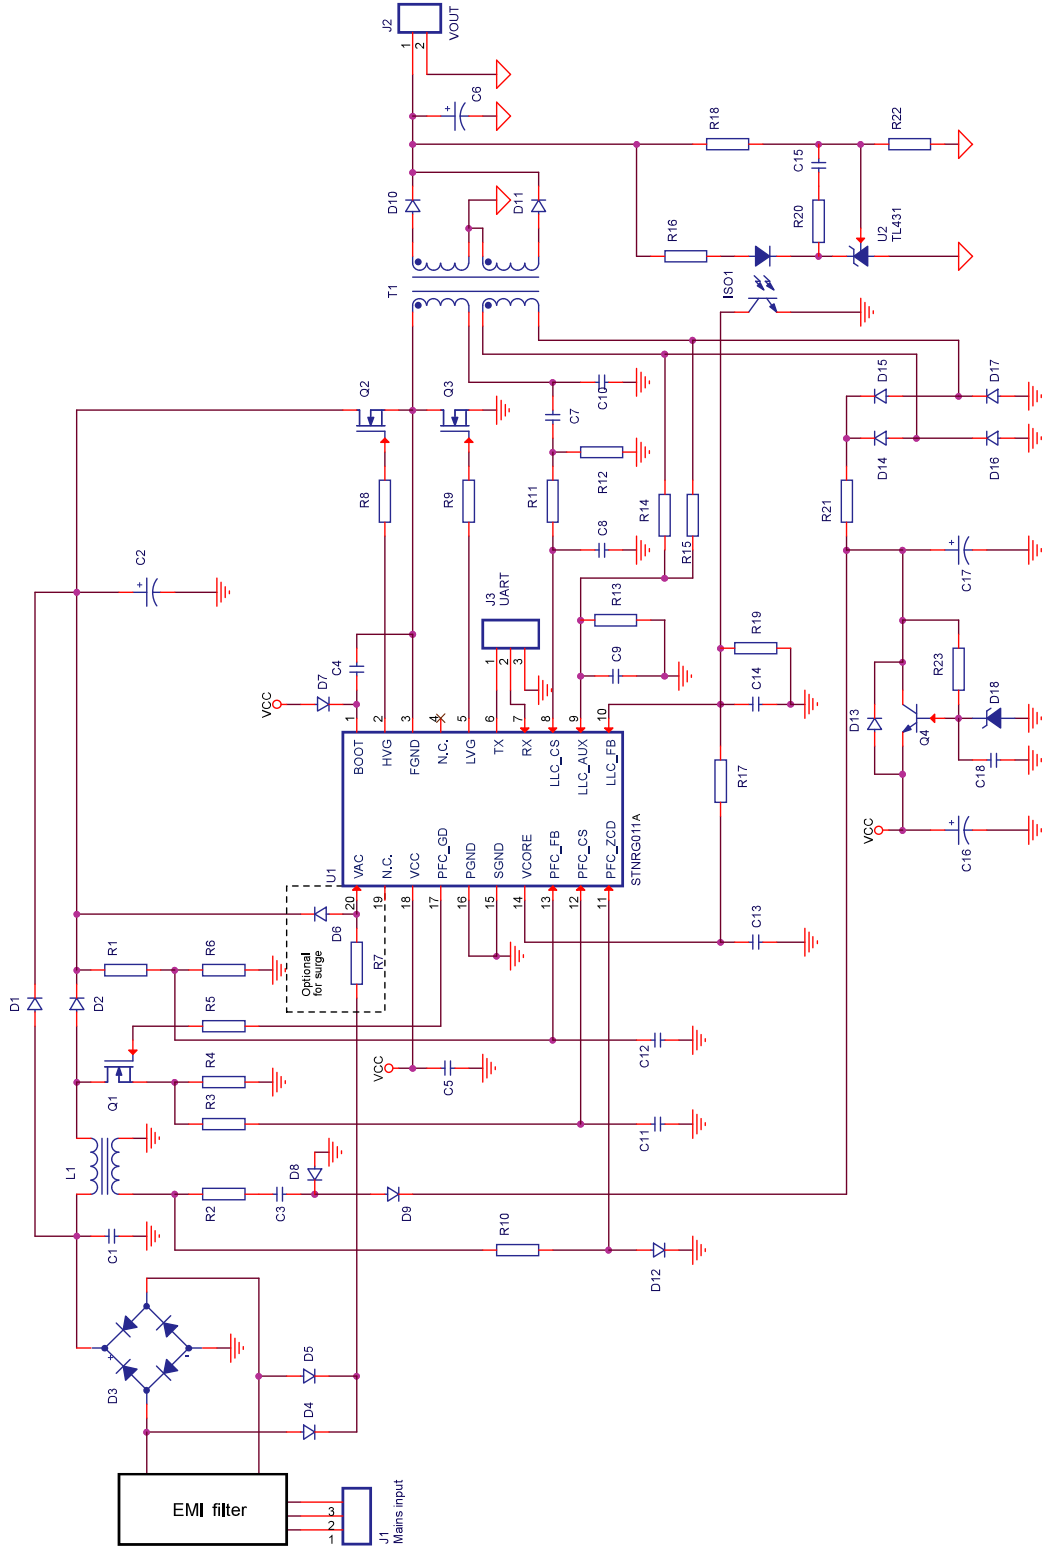 J2
VOUT
1
2
C6
+
R18
R22
C15
D10
D11
R20
U2
TL431
R16
ISO1
T1
Q2
Q3
C10
C7
D15
D17
R8
R9
R11
R12
R14
R15
D14
D16
R21
C2
+
C8
C17
+
J3
UART
1
2
3
R13
R19
R23
D18
C4
D7
VCC
C9
C14
D13
Q4
C18
1
2
3
4
5
6
7
8
9
10
BOOT
HVG
FGND
N.C.
LVG
TX
RX
LLC_CS
LLC_AUX
LLC_FB
R17
VCC
C16
+
U1
VAC
N.C.
VCC
PFC_GD
PGND
SGND
VCORE
PFC_FB
PFC_CS
PFC_ZCD
STNRG011A
20
19
18
17
16
15
14
13
12
11
D6
R7
Optional
for surge
C13
R1
R6
D1
D2
R5
R4
R3
Q1
VCC
C5
C12
C11
L1
D8
R2
C3
D9
R10
C1
D12
D3
+
-
D5
D4
EMI filter
3
2
1
J1
Mains input